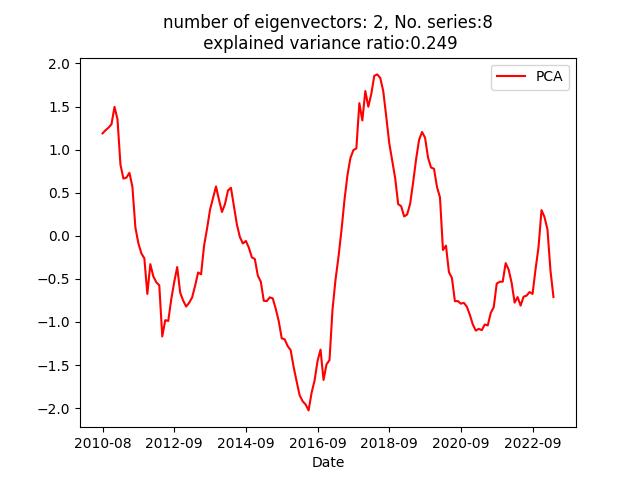 number of eigenvectors: 2, No. series:8
explained variance ratio:0.249
PCA
2.0
1.5
1.0
0.5
0.0
−0.5
−1.0
−1.5
−2.0
2010-08 2012-09 2014-09 2016-09 2018-09 2020-09 2022-09
Date